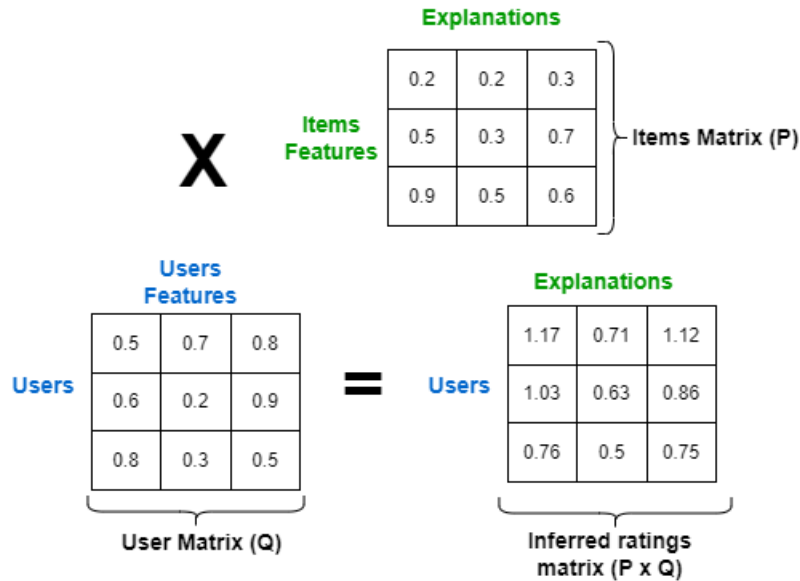 Explanations
0.2 0.2 0.3
Items
Features
0.5 0.3 0.7
Items Matrix (P)
0.9 0.5 0.6
X
Users
Features
0.5 0.7 0.8
Users
0.6 0.2 0.9
0.8 0.3 0.5
User Matrix (Q)
=
Explanations
1.17 0.71 1.12
Users
1.03 0.63 0.86
0.76 0.5 0.75
Inferred ratings
matrix (P x Q)